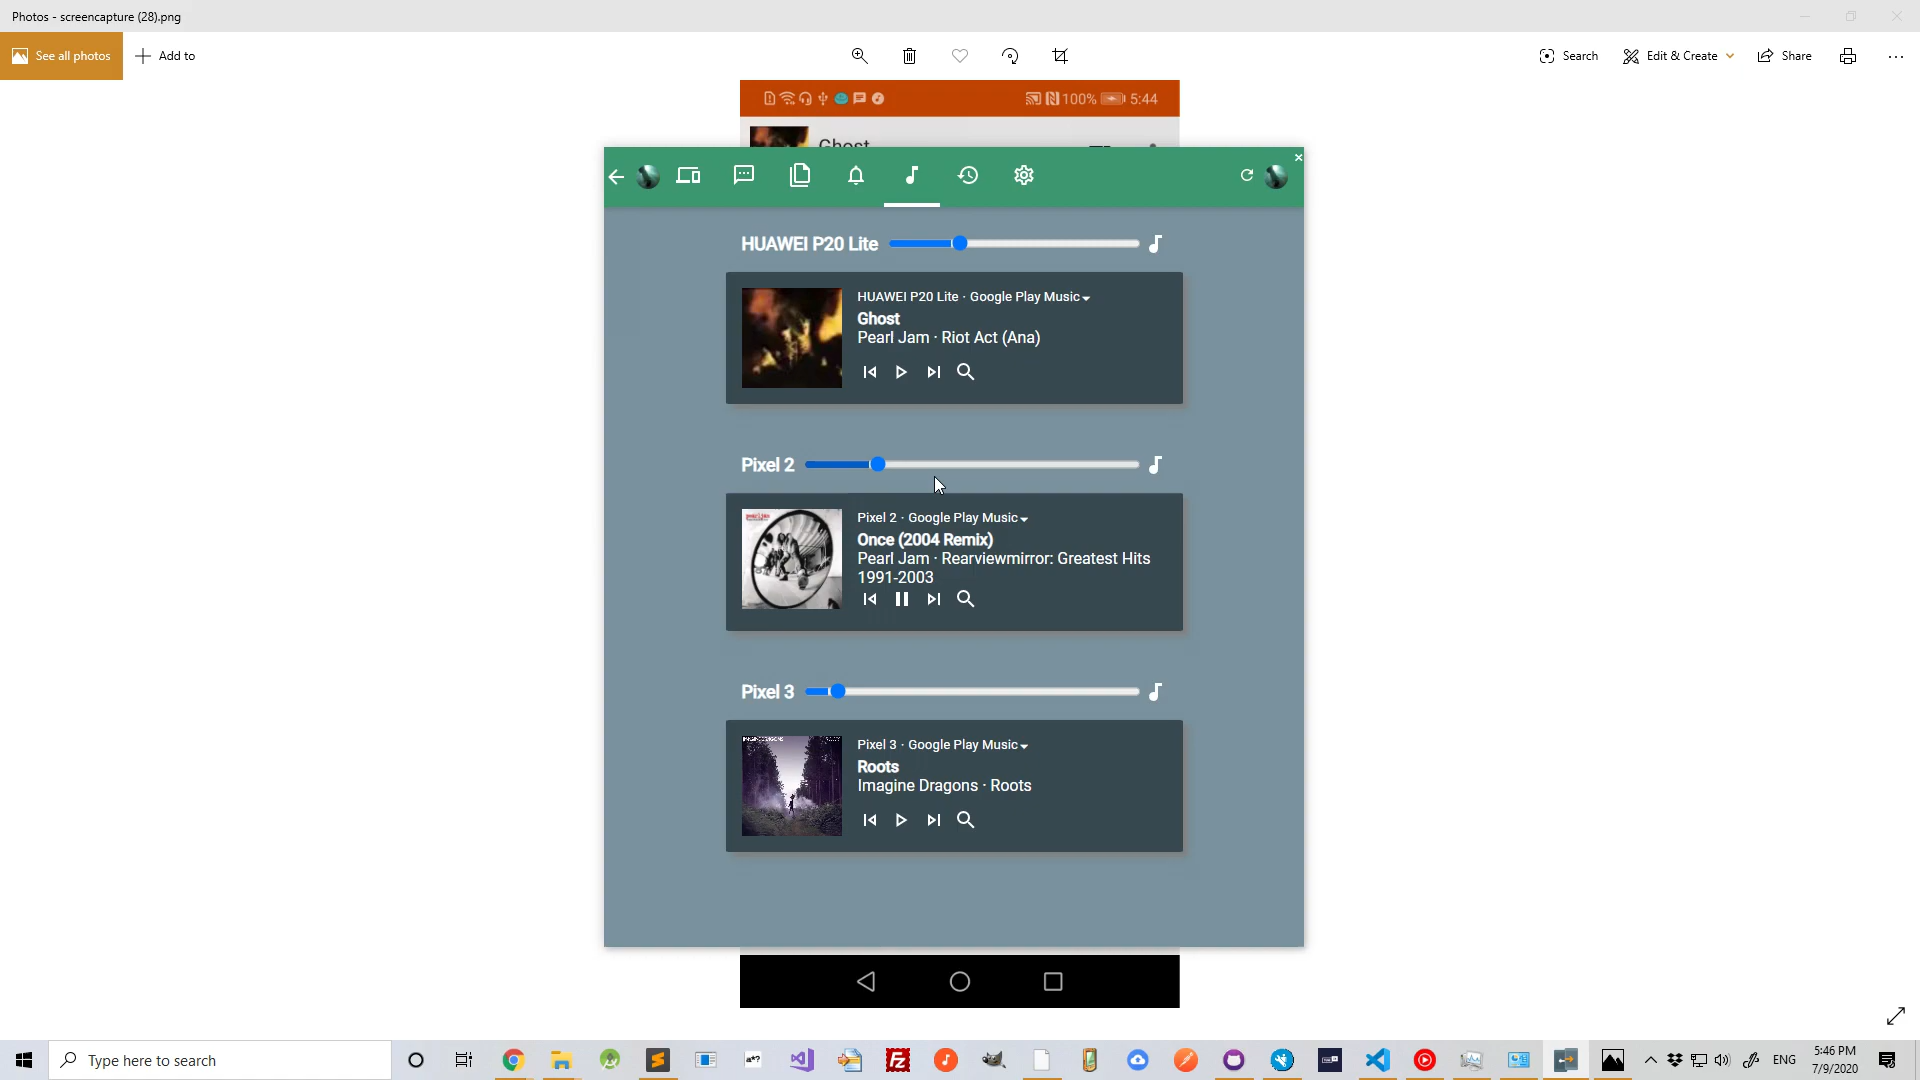 Photos - screencapture (28).png
See all photos
Add to
Search
Edit & Create
Share
100% 5:44
Ghost
HUAWEI P20 Lite
HUAWEI P20 Lite · Google Play Music
Ghost
Pearl Jam · Riot Act (Ana)
Pixel 2
Pixel 2 · Google Play Music
Once (2004 Remix)
Pearl Jam · Rearviewmirror: Greatest Hits
1991-2003
Pixel 3
Pixel 3 · Google Play Music
Roots
Imagine Dragons · Roots
Type here to search
ENG
5:46 PM
7/9/2020